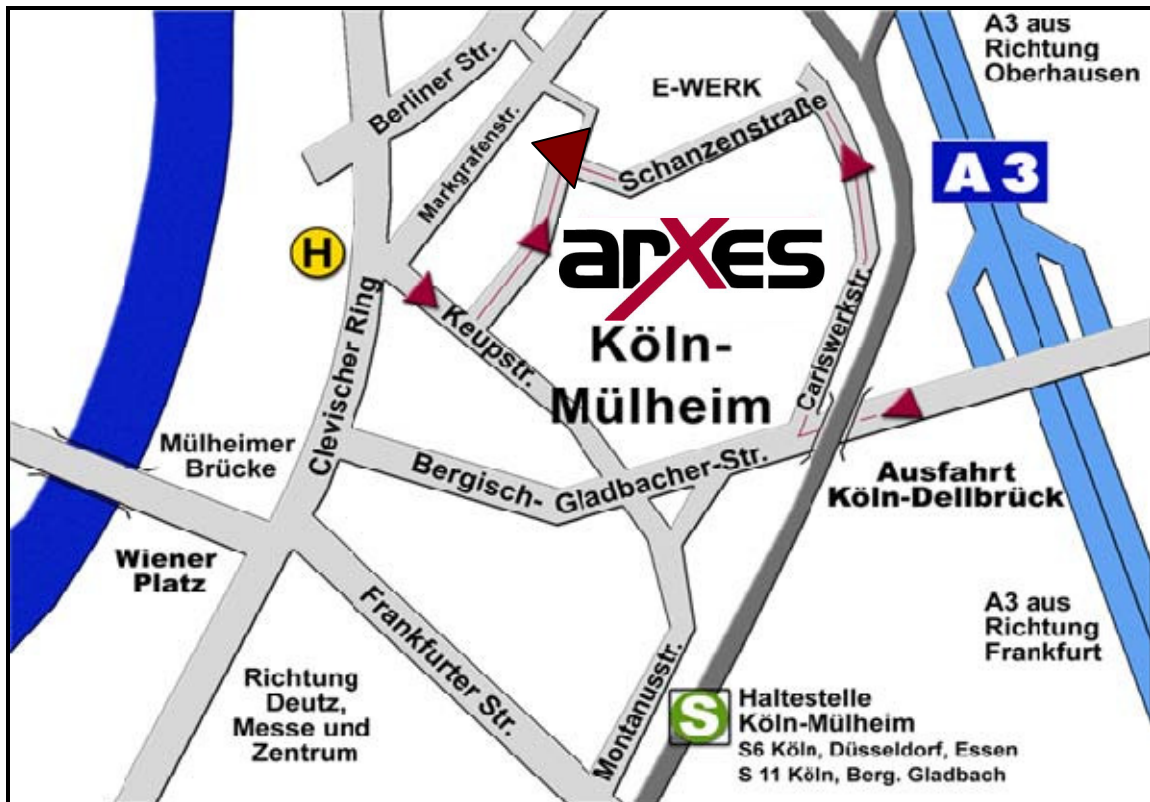 A3 aus
Richtung
Oberhausen
Berliner Str.
E-WERK
Markgrafenstr.
Schanzenstraße
A 3
H
arxes
Köln-
Mülheim
Clevischer Ring
Keupstr.
Carlswerkstr.
Mülheimer
Brücke
Bergisch- Gladbacher-Str.
Ausfahrt
Köln-Dellbrück
Wiener
Platz
Frankfurter Str.
A3 aus
Richtung
Frankfurt
Richtung
Deutz,
Messe und
Zentrum
Montanusstr.
S
Haltestelle
Köln-Mülheim
S6 Köln, Düsseldorf, Essen
S 11 Köln, Berg. Gladbach